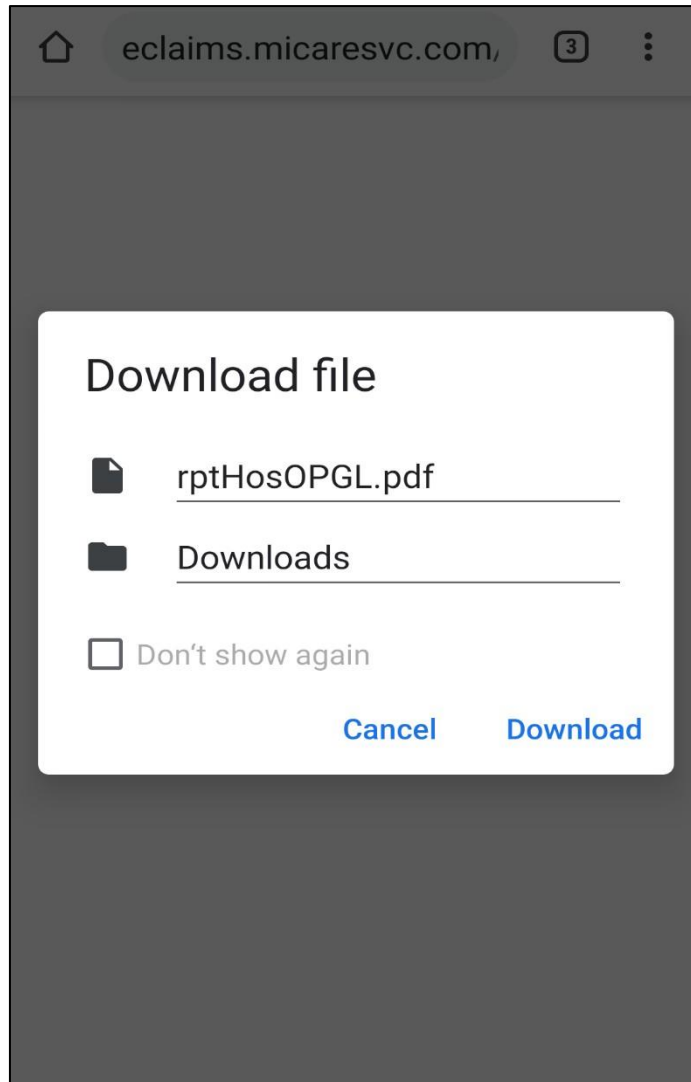 eclaims.micaresvc.com/
3
Download file
rptHosOPGL.pdf
Downloads
Don't show again
Cancel Download